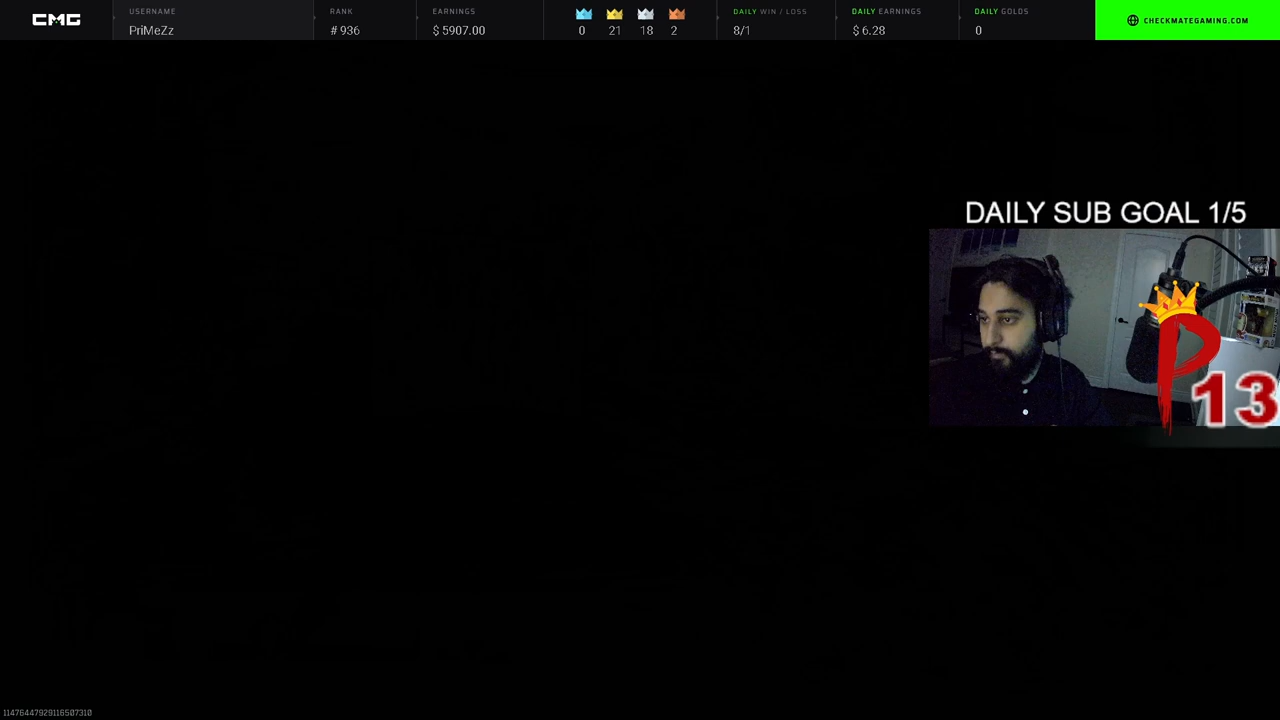 CMG
USERNAME
PriMeZz
RANK
# 936
EARNINGS
$ 5907.00
0 21 18 2
DAILY WIN / LOSS
8/1
DAILY EARNINGS
$ 6.28
DAILY GOLDS
0
CHECKMATEGAMING.COM
DAILY SUB GOAL 1/5
P
13
11476447929116507310